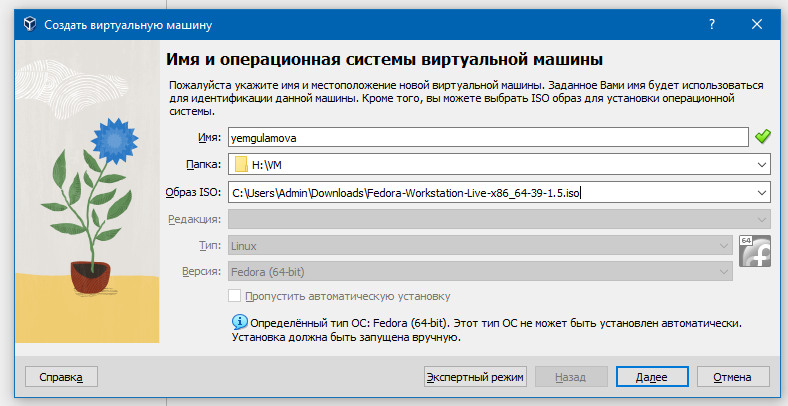 Создать виртуальную машину
? ×
Имя и операционная системы виртуальной машины
Пожалуйста укажите имя и местоположение новой виртуальной машины. Заданное Вами имя будет использоваться
для идентификации данной машины. Кроме того, вы можете выбрать ISO образ для установки операционной
системы.
Имя: yemgulamova
Папка: H:\VM
Образ ISO: C:\Users\Admin\Downloads\Fedora-Workstation-Live-x86_64-39-1.5.iso
Редакция:
Тип: Linux
64
Версия: Fedora (64-bit)
Пропустить автоматическую установку
Определённый тип ОС: Fedora (64-bit). Этот тип ОС не может быть установлен автоматически.
Установка должна быть запущена вручную.
Справка Экспертный режим Назад Далее Отмена